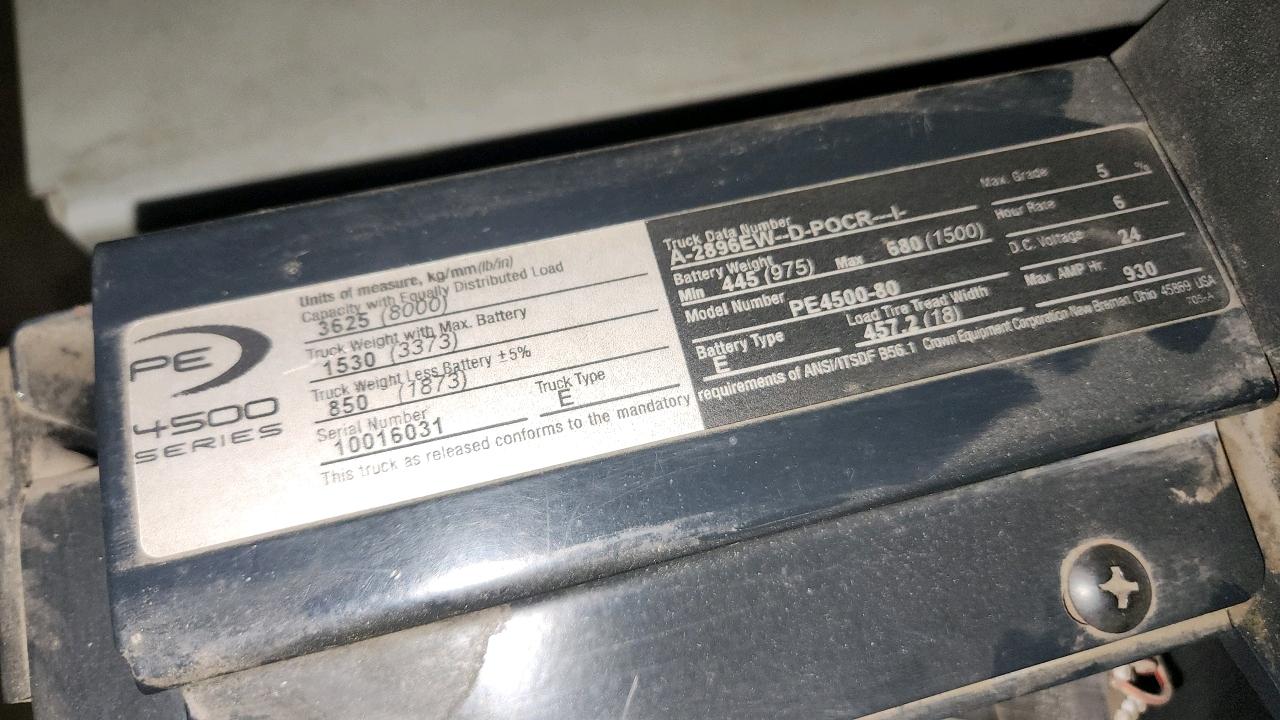 PE
4500
SERIES
Units of measure, kg/mm (lb/in)
Capacity with Equally Distributed Load
3625 (8000)
Truck Weight with Max. Battery
1530 (3373)
Truck Weight Less Battery ±5%
850 (1873)
Serial Number
10016031
Truck Type
E
Truck Data Number
A-2896EW--D-POCR---I-
Battery Weight
Min 445 (975) Max 680 (1500)
Model Number PE4500-80
Battery Type
E
Load Tire Tread Width
457.2 (18)
Max. Grade 5 %
Hour Rate 6
D.C. Voltage 24
Max. AMP Hr. 930
This truck as released conforms to the mandatory requirements of ANSI/ITSDF B56.1 Crown Equipment Corporation New Bremen, Ohio 45869 USA